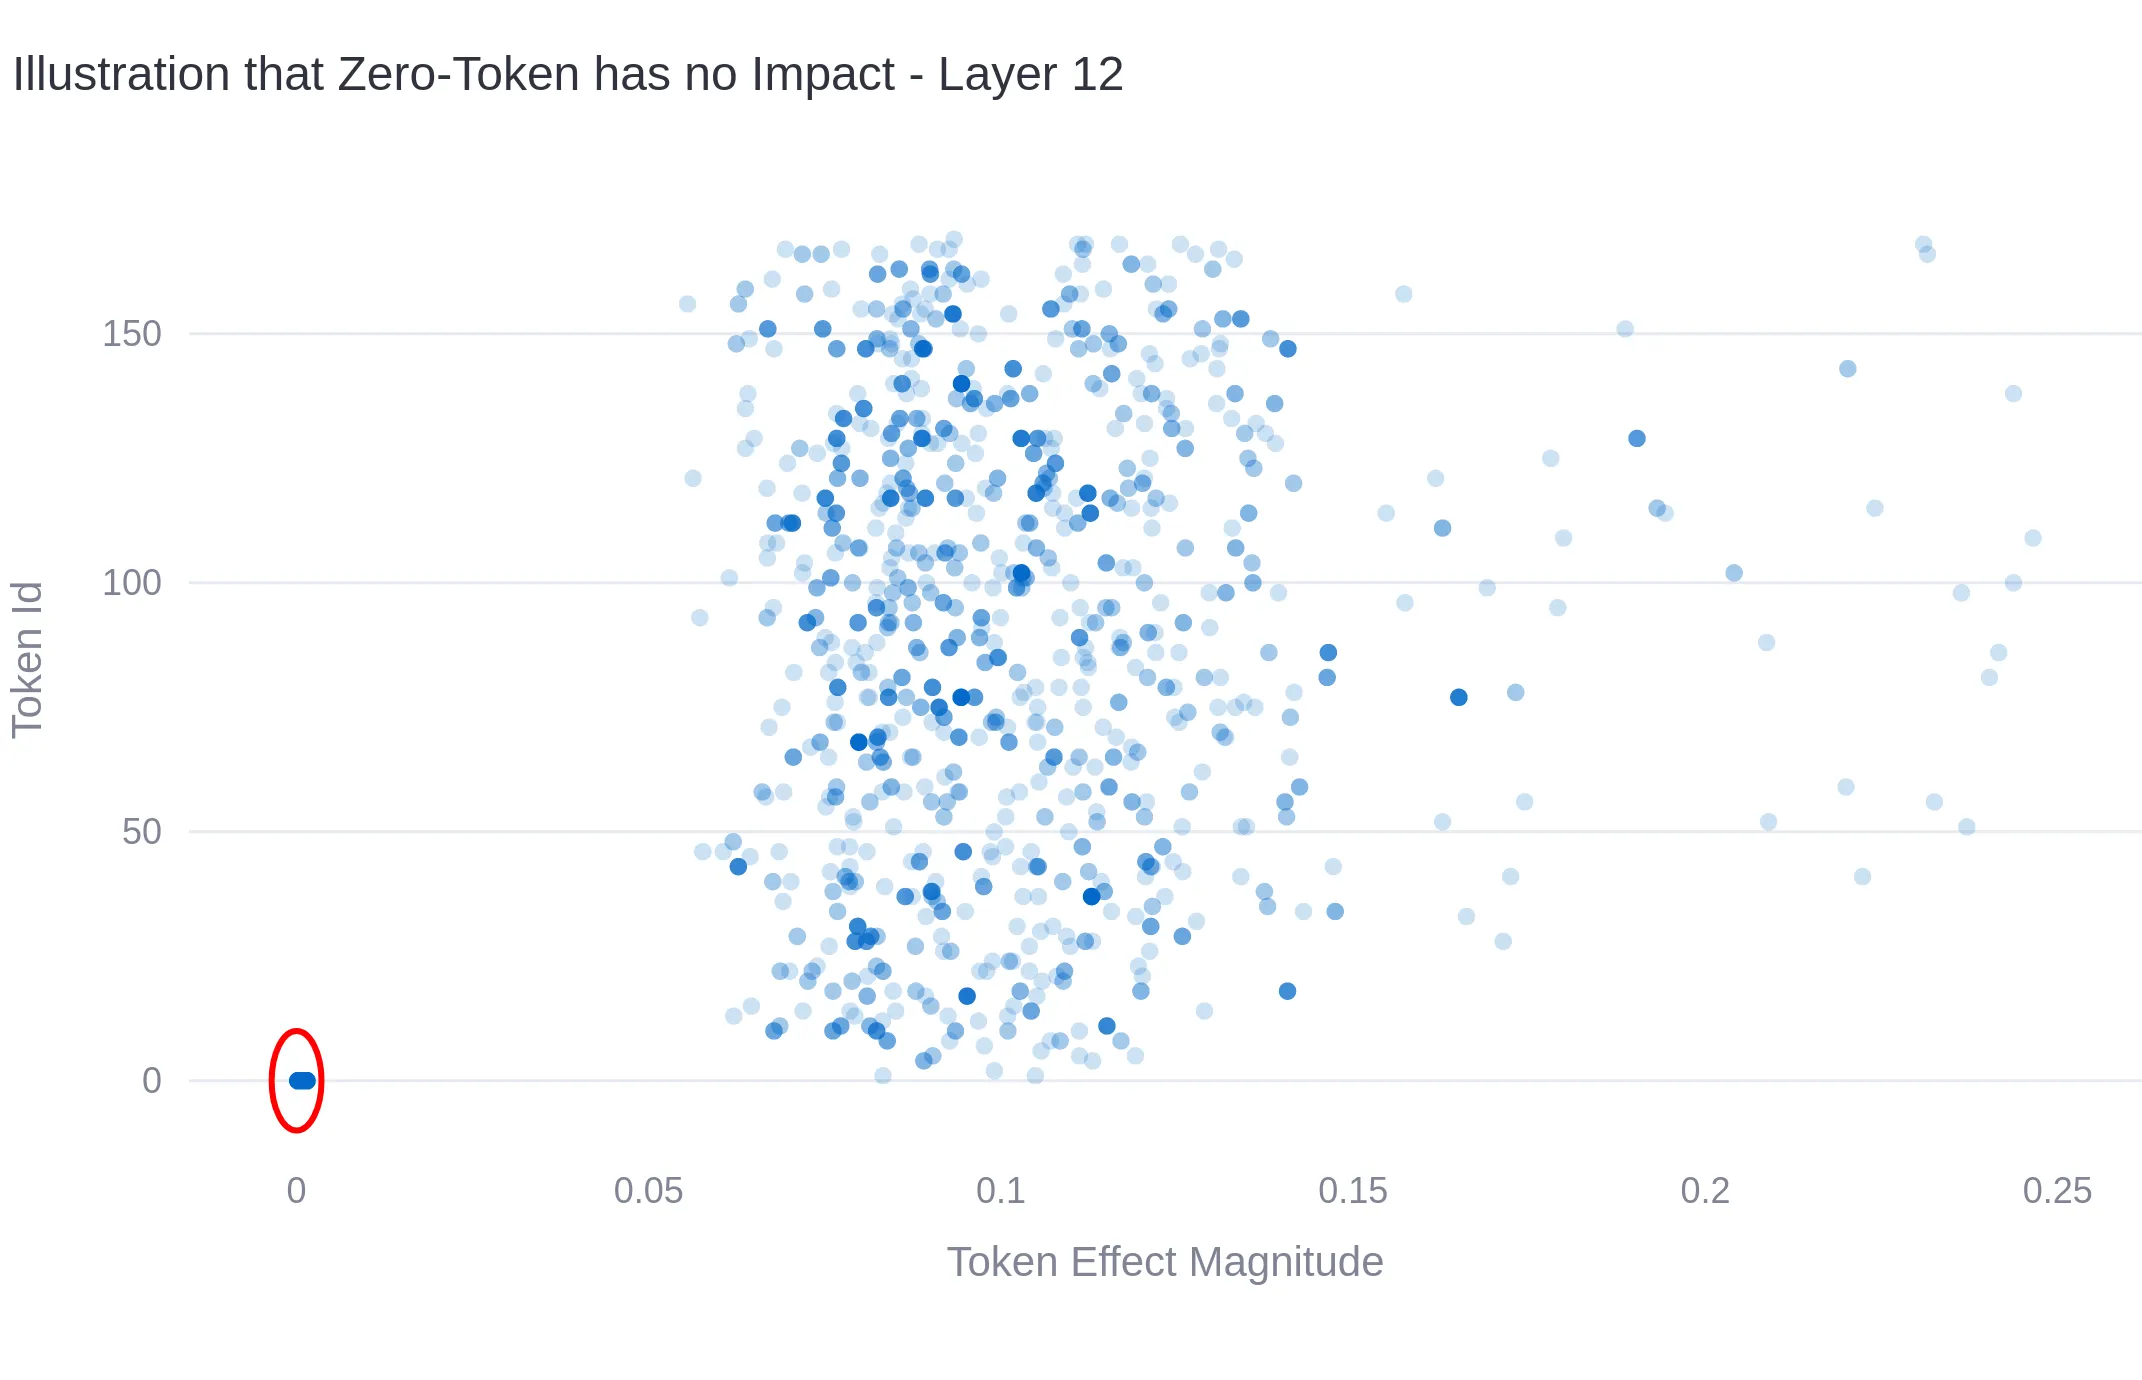 Illustration that Zero-Token has no Impact - Layer 12
Token Id
150
100
50
0
0 0.05 0.1 0.15 0.2 0.25
Token Effect Magnitude